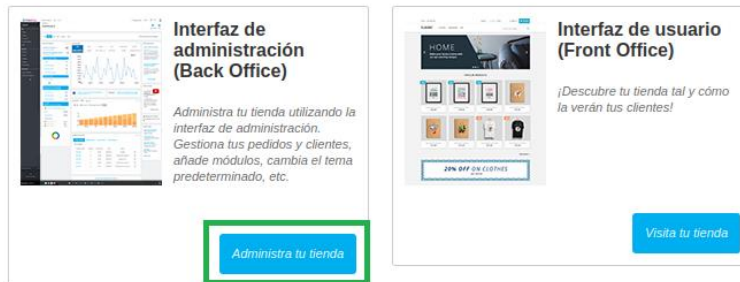 Interfaz de
administración
(Back Office)
Administra tu tienda utilizando la
interfaz de administración.
Gestiona tus pedidos y clientes,
añade módulos, cambia el tema
predeterminado, etc.
Administra tu tienda
HOME
20% OFF ON CLOTHES
Interfaz de usuario
(Front Office)
¡Descubre tu tienda tal y cómo
la verán tus clientes!
Visita tu tienda